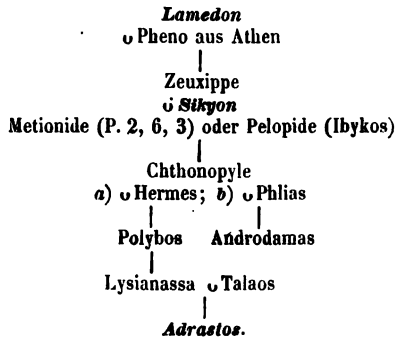 Lamedon
∪ Pheno aus Athen
Zeuxippe
∪ Sikyon
Metionide (P. 2, 6, 3) oder Pelopide (Ibykos)
Chthonopyle
a) ∪ Hermes; b) ∪ Phlias
Polybos Androdamas
Lysianassa ∪ Talaos
Adrastos.